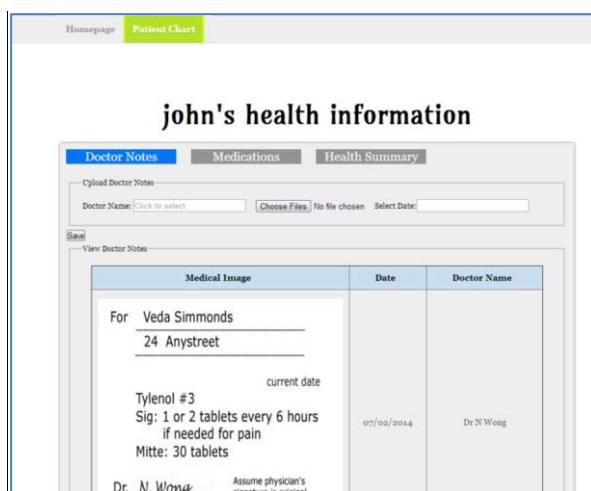 Homepage Patient Chart
john's health information
Doctor Notes Medications Health Summary
Upload Doctor Notes
Doctor Name: Click to select Choose Files No file chosen Select Date:
Save
View Doctor Notes
Medical Image Date Doctor Name
For Veda Simmonds
24 Anystreet
current date
Tylenol #3
Sig: 1 or 2 tablets every 6 hours
if needed for pain
Mitte: 30 tablets
07/02/2014 Dr N Wong
Dr. N. Wong Assume physician's